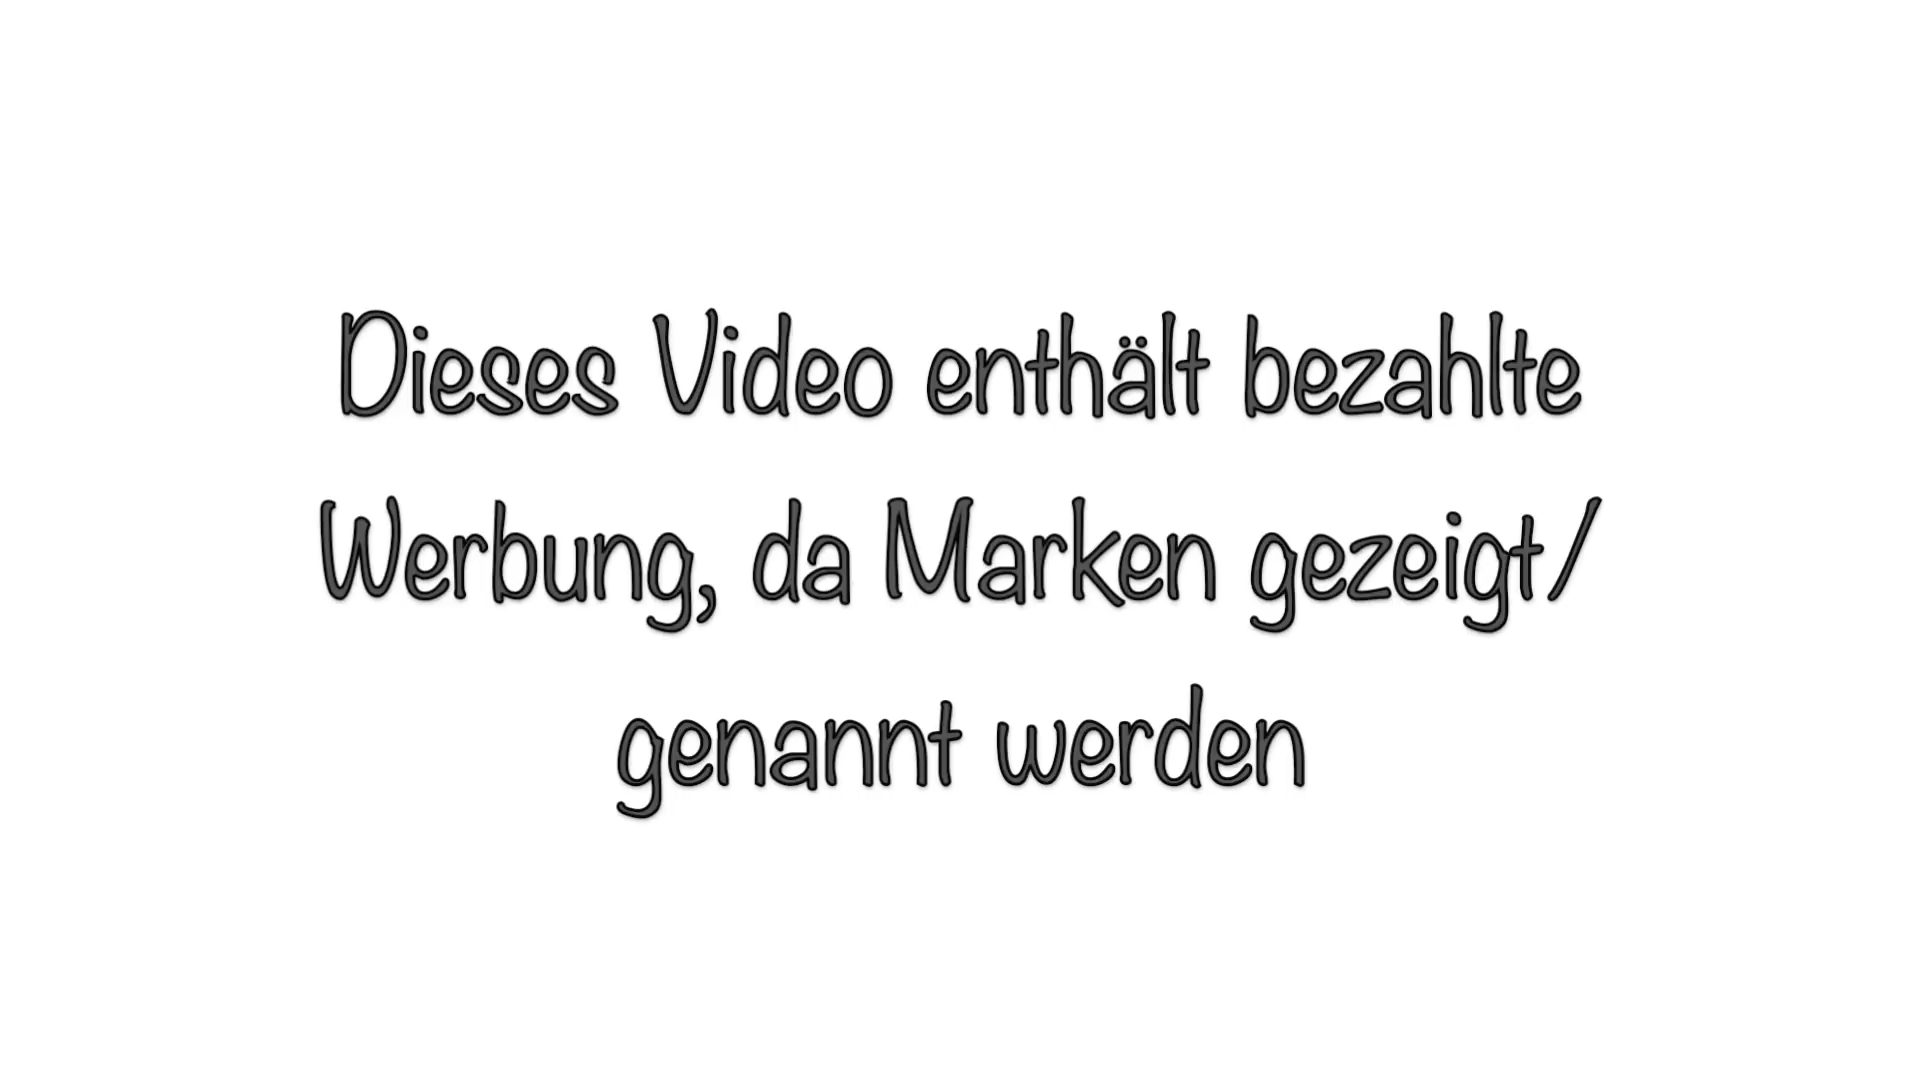 Dieses Video enthält bezahlte
Werbung, da Marken gezeigt/
genannt werden